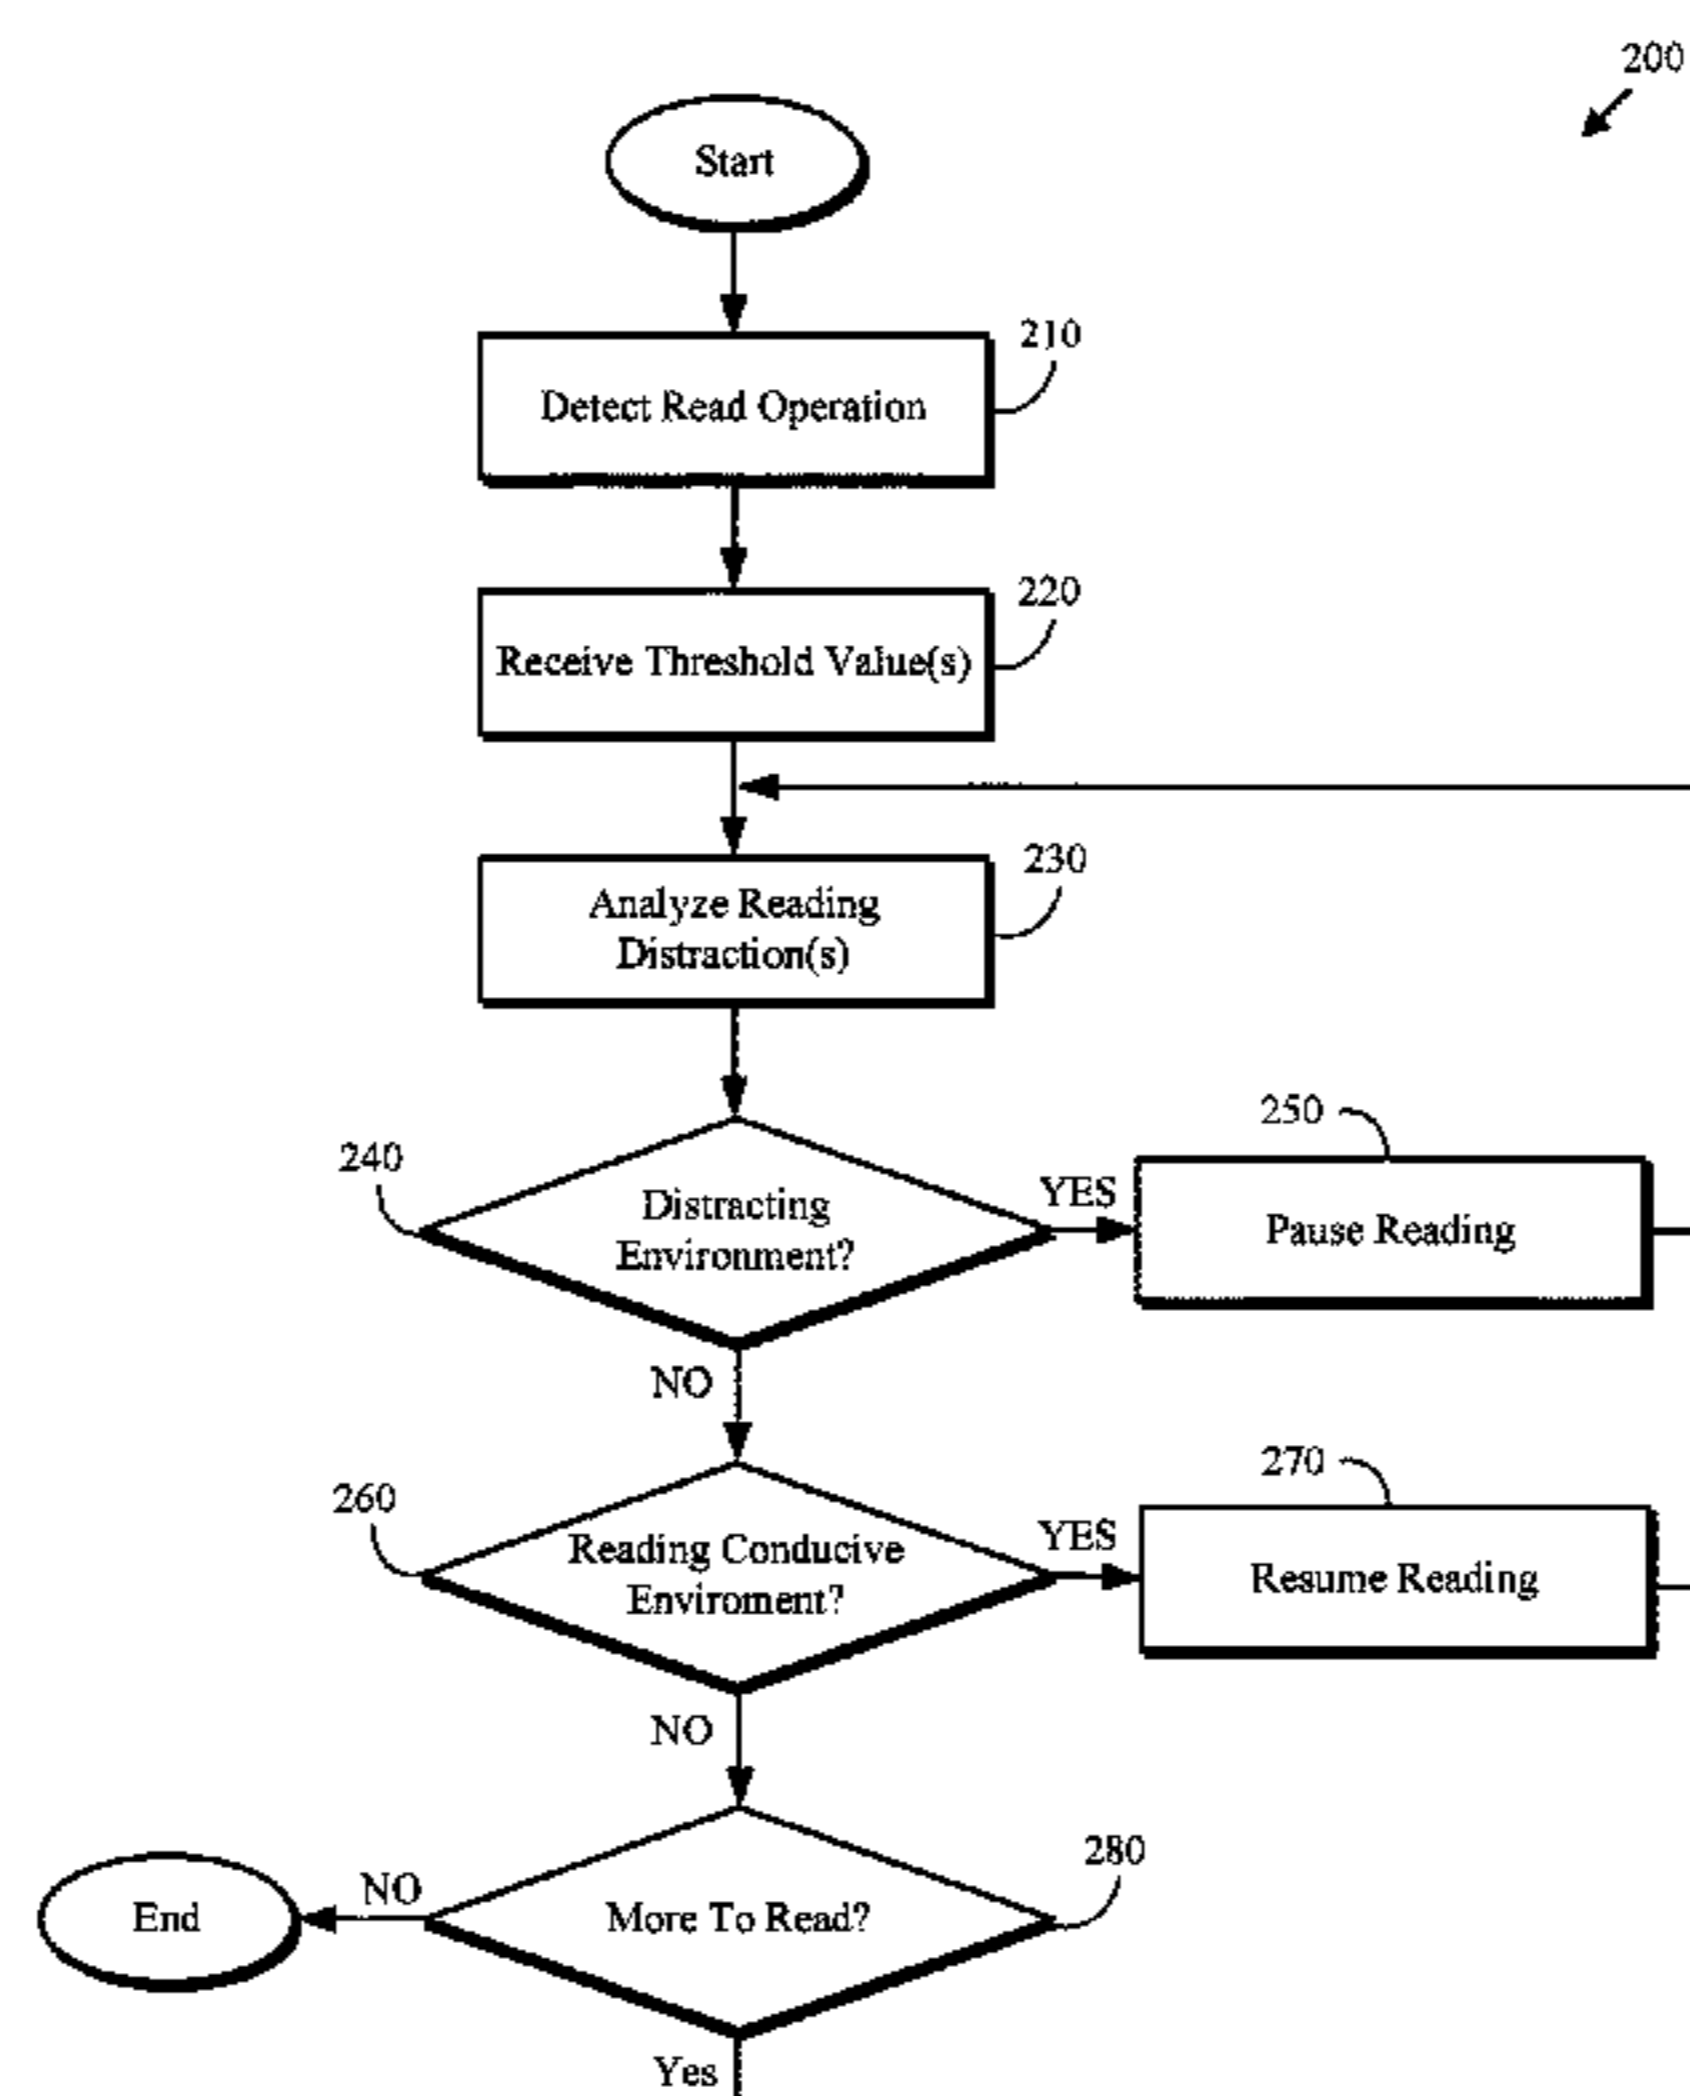 200
Start
210
Detect Read Operation
220
Receive Threshold Value(s)
230
Analyze Reading
Distraction(s)
240
Distracting
Environment?
YES
250
Pause Reading
NO
260
Reading Conducive
Enviroment?
YES
270
Resume Reading
NO
280
More To Read?
NO
End
Yes